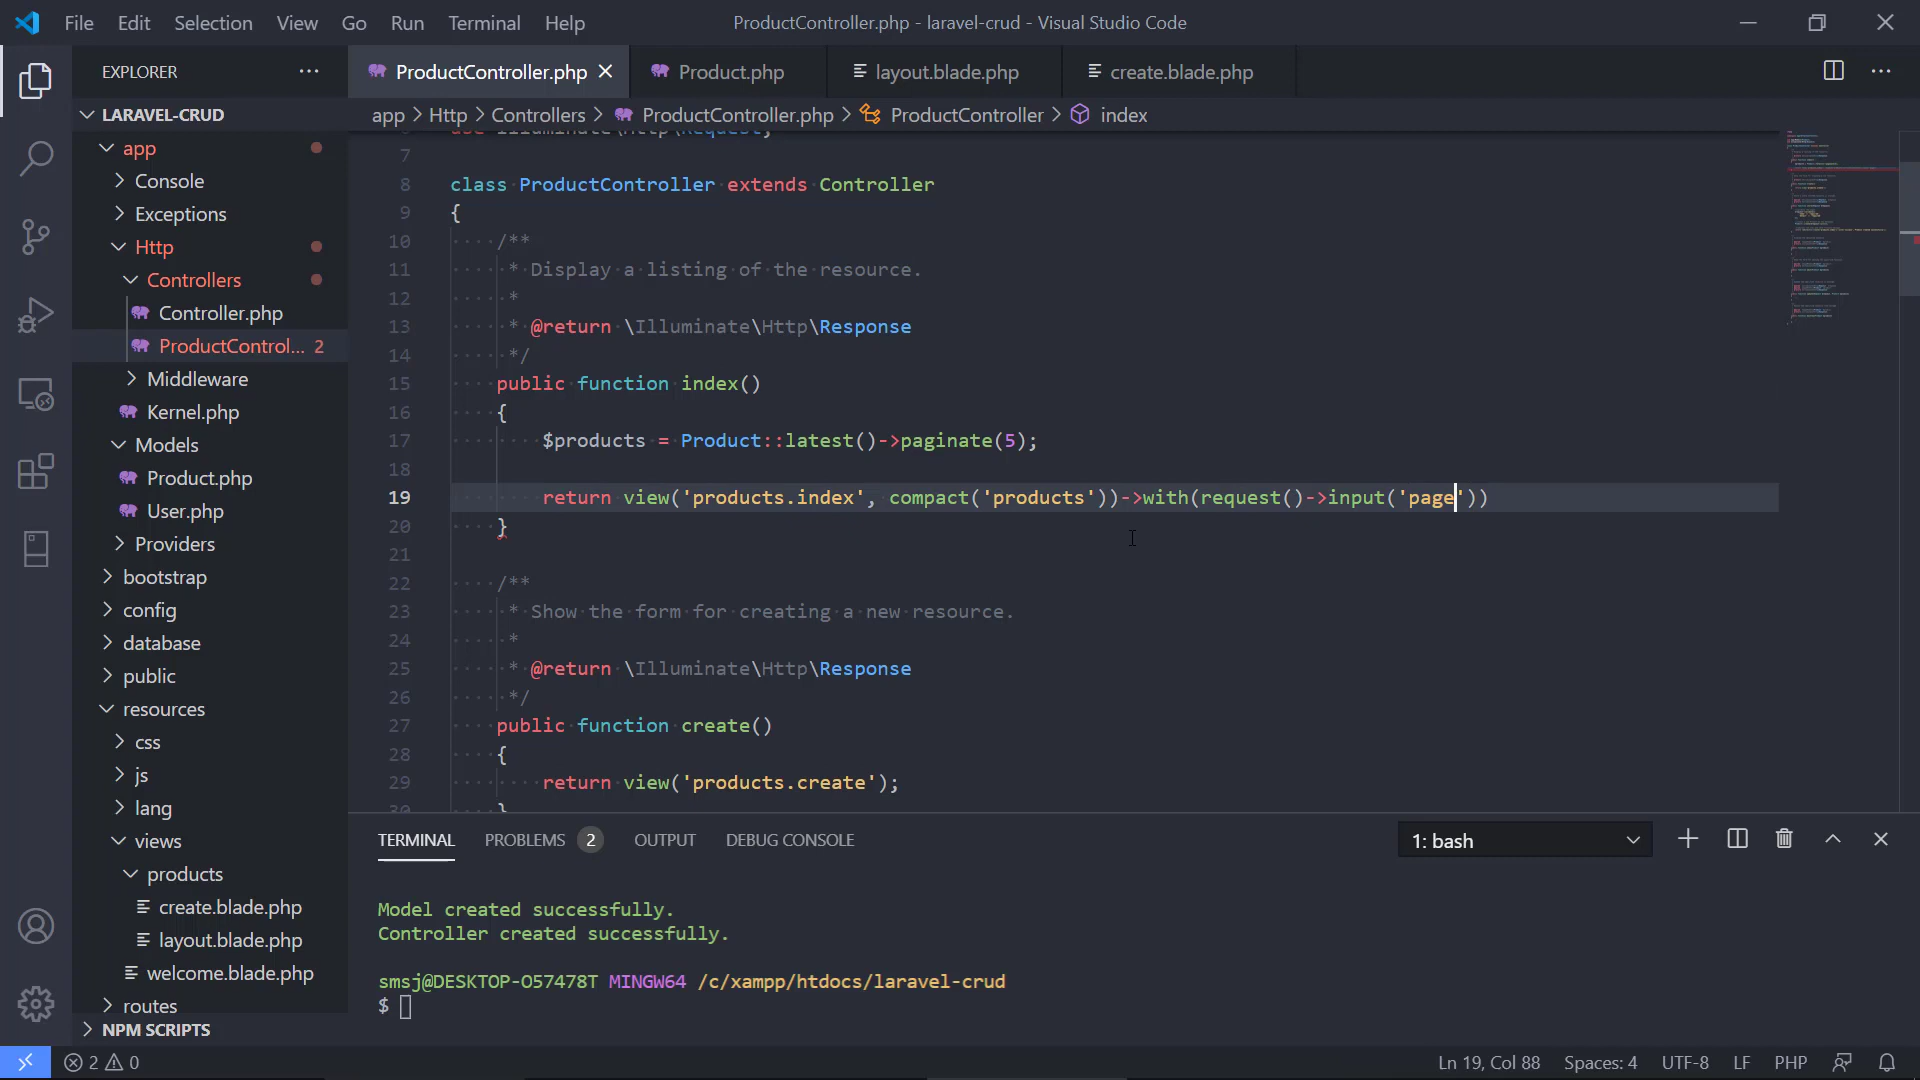 File Edit Selection View Go Run Terminal Help
ProductController.php - laravel-crud - Visual Studio Code
EXPLORER
ProductController.php
Product.php
layout.blade.php
create.blade.php
LARAVEL-CRUD
app > Http > Controllers > ProductController.php > ProductController > index
app
Console
Exceptions
Http
Controllers
Controller.php
ProductControl... 2
Middleware
Kernel.php
Models
Product.php
User.php
Providers
bootstrap
config
database
public
resources
css
js
lang
views
products
create.blade.php
layout.blade.php
welcome.blade.php
routes
NPM SCRIPTS
use Illuminate\Http\Request;
7
8 class ProductController extends Controller
9 {
10 /**
11 * Display a listing of the resource.
12 *
13 * @return \Illuminate\Http\Response
14 */
15 public function index()
16 {
17 $products = Product::latest()->paginate(5);
18
19 return view('products.index', compact('products'))->with(request()->input('page'))
20 }
21
22 /**
23 * Show the form for creating a new resource.
24 *
25 * @return \Illuminate\Http\Response
26 */
27 public function create()
28 {
29 return view('products.create');
30 }
TERMINAL PROBLEMS 2 OUTPUT DEBUG CONSOLE
1: bash
Model created successfully.
Controller created successfully.
smsj@DESKTOP-O57478T MINGW64 /c/xampp/htdocs/laravel-crud
$
2 0
Ln 19, Col 88 Spaces: 4 UTF-8 LF PHP